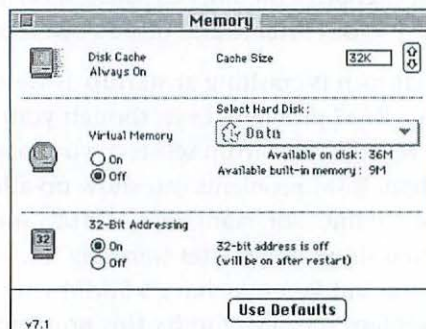 Memory
Disk Cache
Always On
Cache Size
32K
Select Hard Disk:
Data
Virtual Memory
On
Off
Available on disk: 36M
Available built-in memory: 9M
32
32-Bit Addressing
On
Off
32-bit address is off
(will be on after restart)
v7.1
Use Defaults